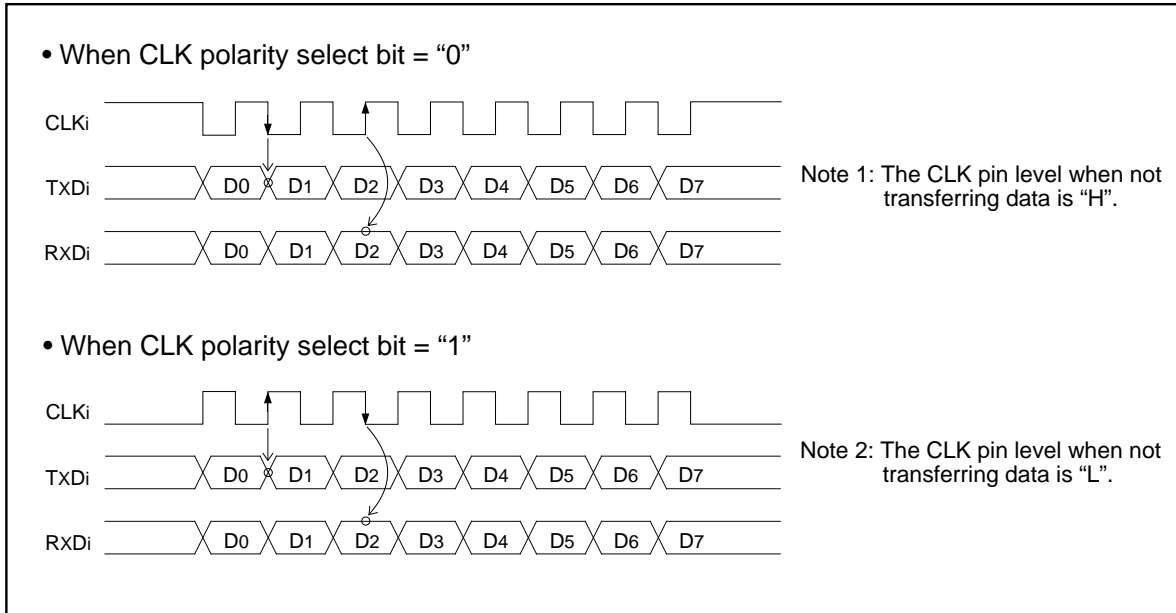 • When CLK polarity select bit = “0”
CLKi
TXDi D0 D1 D2 D3 D4 D5 D6 D7
RXDi D0 D1 D2 D3 D4 D5 D6 D7
Note 1: The CLK pin level when not
transferring data is “H”.
• When CLK polarity select bit = “1”
CLKi
TXDi D0 D1 D2 D3 D4 D5 D6 D7
RXDi D0 D1 D2 D3 D4 D5 D6 D7
Note 2: The CLK pin level when not
transferring data is “L”.